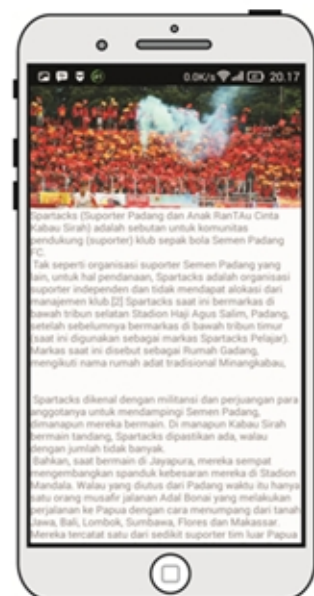 0.0K/s 20.17
Spartacks (Suporter Padang dan Anak RanTAu Cinta
Kabau Sirah) adalah sebutan untuk komunitas
pendukung (suporter) klub sepak bola Semen Padang
FC.
Tak seperti organisasi suporter Semen Padang yang
lain, untuk hal pendanaan, Spartacks adalah organisasi
suporter independen dan tidak mendapat alokasi dari
manajemen klub.[2] Spartacks saat ini bermarkas di
bawah tribun selatan Stadion Haji Agus Salim, Padang,
setelah sebelumnya bermarkas di bawah tribun timur
(saat ini digunakan sebagai markas Spartacks Pelajar).
Markas saat ini disebut sebagai Rumah Gadang,
mengikuti nama rumah adat tradisional Minangkabau,
Spartacks dikenal dengan militansi dan perjuangan para
anggotanya untuk mendampingi Semen Padang,
dimanapun mereka bermain. Di manapun Kabau Sirah
bermain tandang, Spartacks dipastikan ada, walau
dengan jumlah tidak banyak.
Bahkan, saat bermain di Jayapura, mereka sempat
mengembangkan spanduk kebesaran mereka di Stadion
Mandala. Walau yang diutus dari Padang waktu itu hanya
satu orang musafir jalanan Adal Bonai yang melakukan
perjalanan ke Papua dengan cara menumpang dari tanah
Jawa, Bali, Lombok, Sumbawa, Flores dan Makassar.
Mereka tercatat satu dari sedikit suporter tim luar Papua